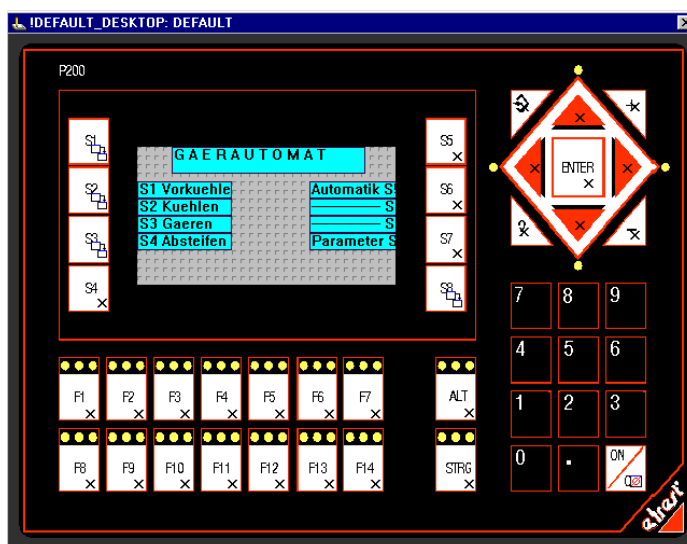 !DEFAULT_DESKTOP: DEFAULT
P200
GAERAUTOMAT
S1 Vorkuehle
Automatik S
S2 Kuehlen
S
S3 Gaeren
S
S4 Absteifen
Parameter S
S1
S2
S3
S4
S5
S6
S7
S8
ENTER
?
7 8 9
4 5 6
1 2 3
0 . ON
F1 F2 F3 F4 F5 F6 F7 ALT
F8 F9 F10 F11 F12 F13 F14 STRG